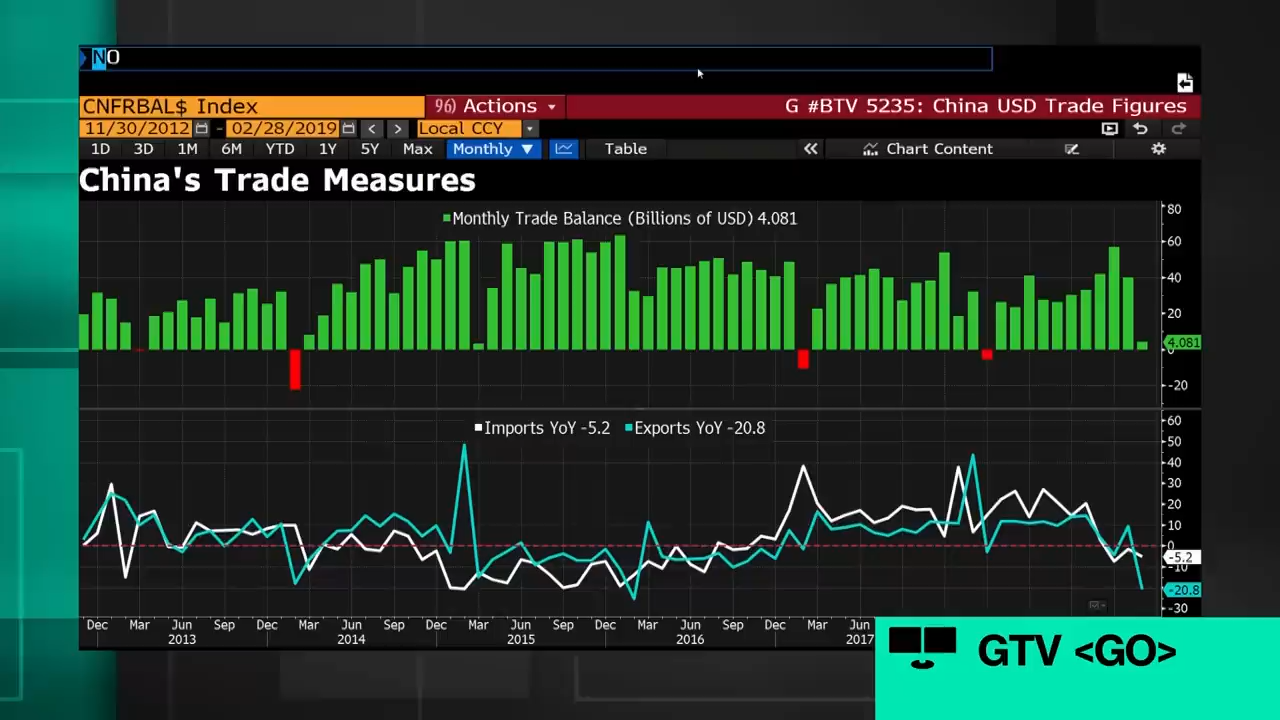 NO
CNFRBAL$ Index 96) Actions G #BTV 5235: China USD Trade Figures
11/30/2012 - 02/28/2019 < > Local CCY
1D 3D 1M 6M YTD 1Y 5Y Max Monthly ▼ Table « Chart Content
China's Trade Measures
Monthly Trade Balance (Billions of USD) 4.081
80
60
40
20
4.081
0
-20
Imports YoY -5.2 Exports YoY -20.8
60
50
40
30
20
10
0
-5.2
-10
-20.8
-30
Dec Mar Jun Sep Dec Mar Jun Sep Dec Mar Jun Sep Dec Mar Jun Sep Dec Mar Jun
2013 2014 2015 2016 2017
GTV <GO>